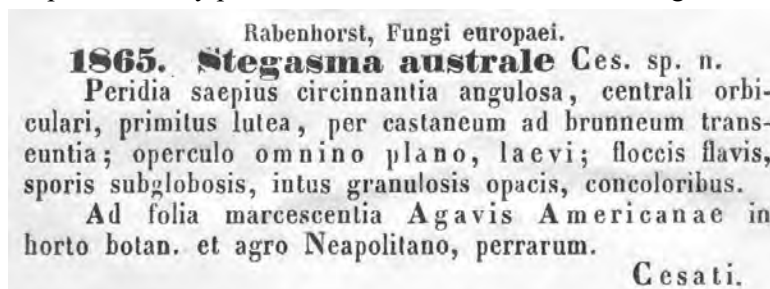 Rabenhorst, Fungi europaei.
1865. Stegasma australe Ces. sp. n.
Peridia saepius circinnantia angulosa, centrali orbi-
culari, primitus lutea, per castaneum ad brunneum trans-
euntia; operculo omnino plano, laevi; floccis flavis,
sporis subglobosis, intus granulosis opacis, concoloribus.
Ad folia marcescentia Agavis Americanae in
horto botan. et agro Neapolitano, perrarum.
Cesati.